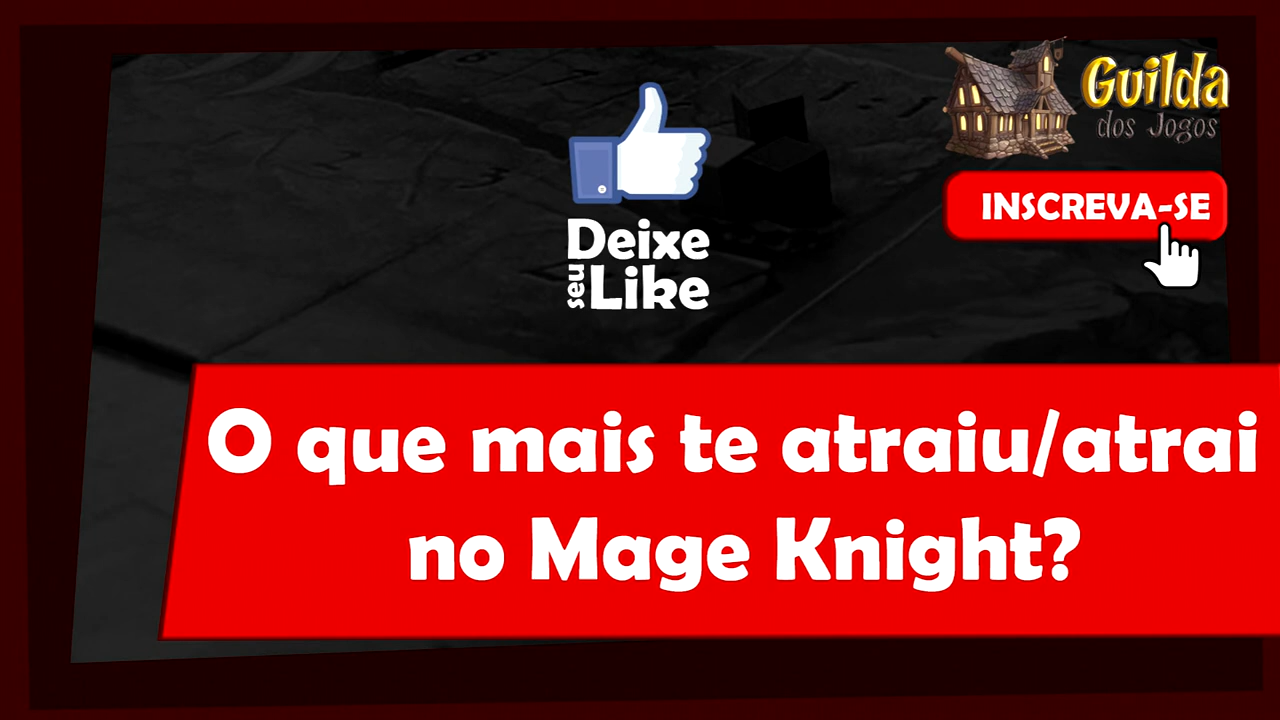 Guilda
dos Jogos
INSCREVA-SE
Deixe
seu Like
O que mais te atraiu/atrai
no Mage Knight?